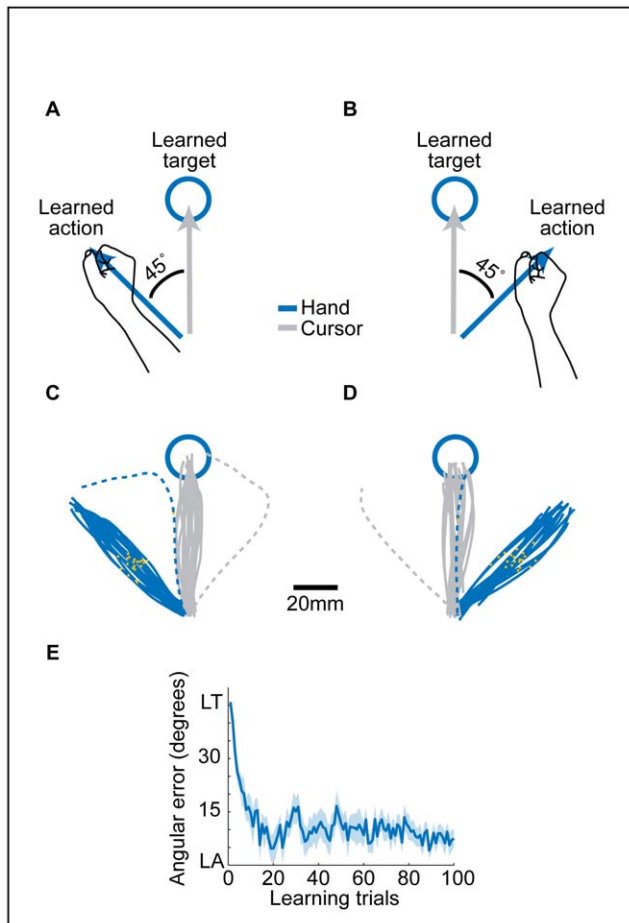 A
B
Learned
target
Learned
target
Learned
action
Learned
action
45°
45°
Hand
Cursor
C
D
20mm
E
Angular error (degrees)
LT
30
15
LA
0
20
40
60
80
100
Learning trials